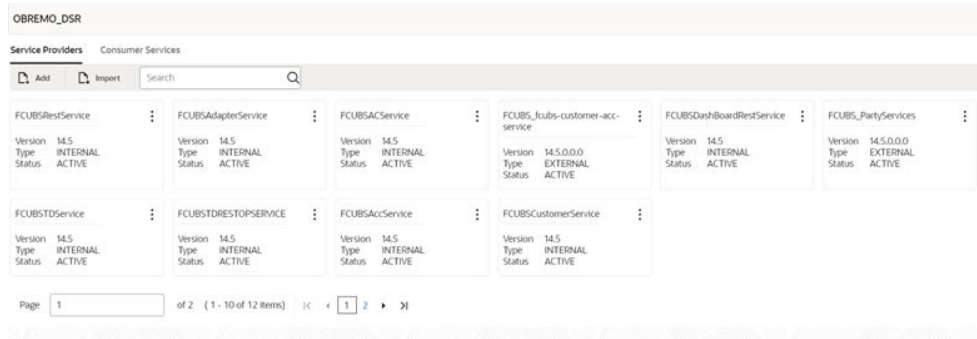 OBREMO_DSR
Service Providers Consumer Services
Add Import Search
FCUBSRestService
Version 14.5
Type INTERNAL
Status ACTIVE
FCUBSAdapterService
Version 14.5
Type INTERNAL
Status ACTIVE
FCUBSACService
Version 14.5
Type INTERNAL
Status ACTIVE
FCUBS_fcubs-customer-acc-
service
Version 14.5.0.0.0
Type EXTERNAL
Status ACTIVE
FCUBSDashBoardRestService
Version 14.5
Type INTERNAL
Status ACTIVE
FCUBS_PartyServices
Version 14.5.0.0.0
Type EXTERNAL
Status ACTIVE
FCUBSTDService
Version 14.5
Type INTERNAL
Status ACTIVE
FCUBSTDRESTOPSERVICE
Version 14.5
Type INTERNAL
Status ACTIVE
FCUBSAccService
Version 14.5
Type INTERNAL
Status ACTIVE
FCUBSCustomerService
Version 14.5
Type INTERNAL
Status ACTIVE
Page 1 of 2 (1 - 10 of 12 items) 1 2